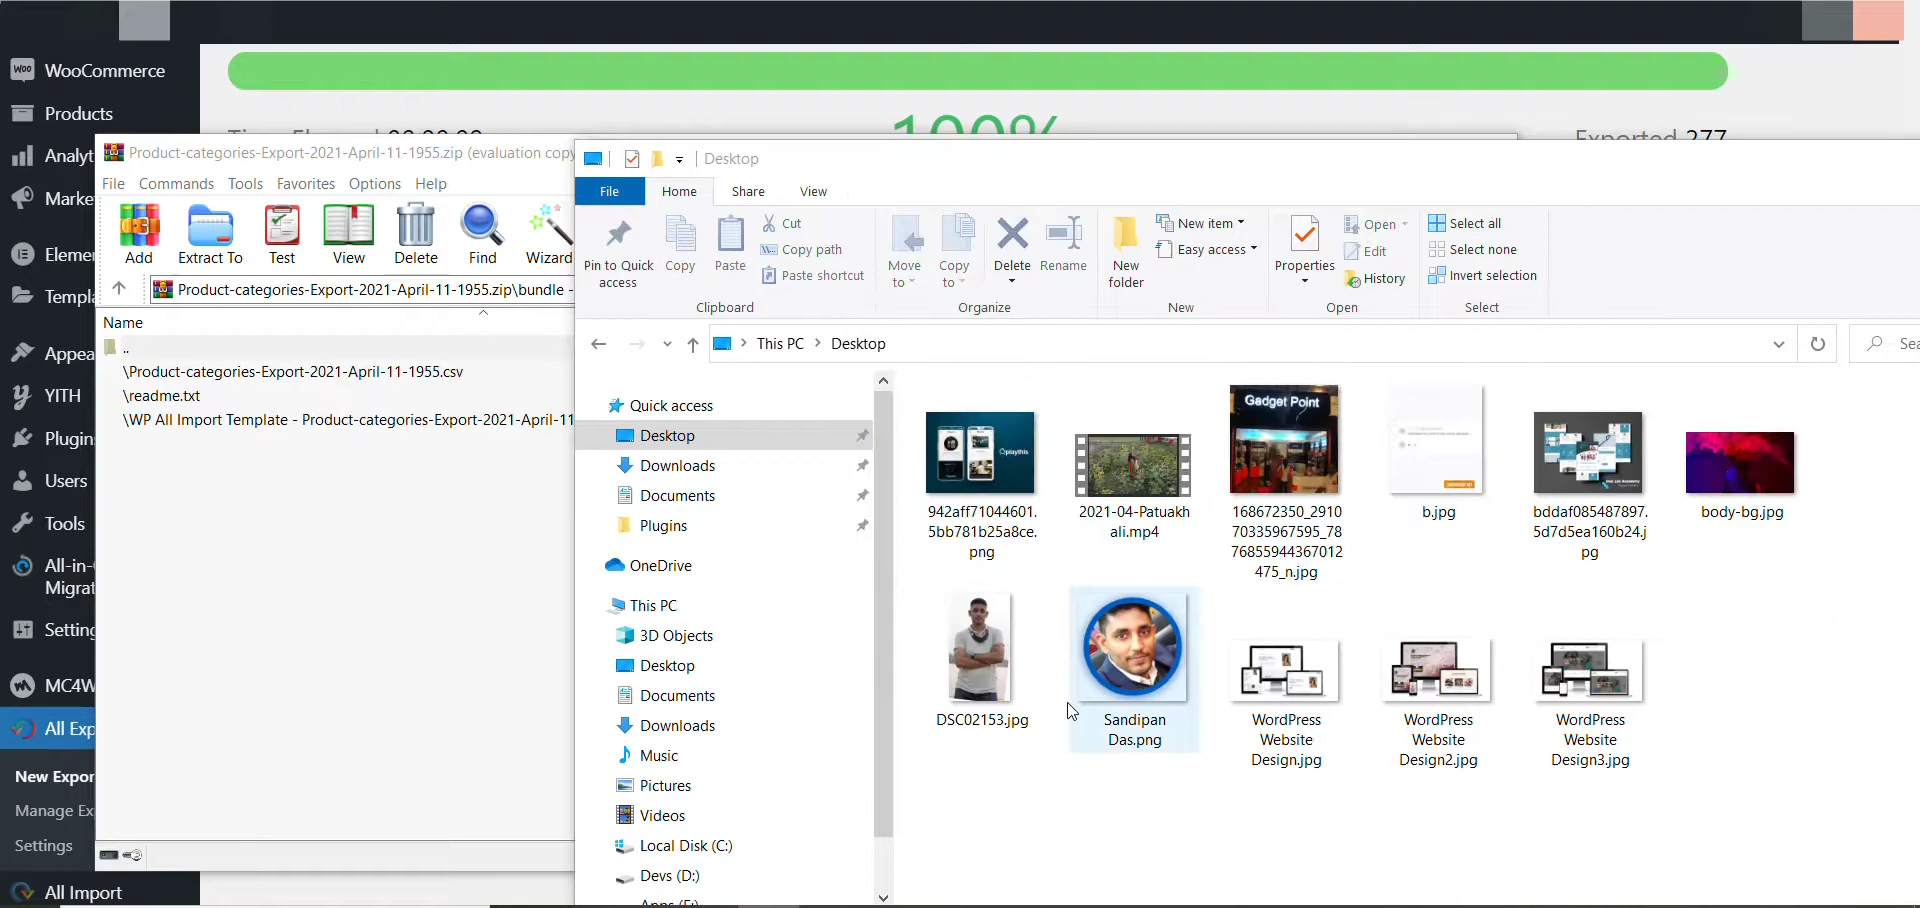 WooCommerce
Products
Analyt
Marke
Elemen
Templa
Appea
YITH
Plugin
Users
Tools
All-in-
Migrat
Setting
MC4W
All Exp
New Expor
Manage Ex
Settings
All Import
100%
Exported 277
Product-categories-Export-2021-April-11-1955.zip (evaluation copy
File Commands Tools Favorites Options Help
Add Extract To Test View Delete Find Wizard
Product-categories-Export-2021-April-11-1955.zip\bundle -
Name
..
\Product-categories-Export-2021-April-11-1955.csv
\readme.txt
\WP All Import Template - Product-categories-Export-2021-April-11
Desktop
File Home Share View
Pin to Quick
access
Copy
Paste
Cut
Copy path
Paste shortcut
Clipboard
Move
to
Copy
to
Delete
Rename
Organize
New
folder
New item
Easy access
New
Properties
Open
Edit
History
Open
Select all
Select none
Invert selection
Select
This PC > Desktop
Sea
Quick access
Desktop
Downloads
Documents
Plugins
OneDrive
This PC
3D Objects
Desktop
Documents
Downloads
Music
Pictures
Videos
Local Disk (C:)
Devs (D:)
Gadget Point
playthis
942aff71044601.
5bb781b25a8ce.
png
2021-04-Patuakh
ali.mp4
168672350_2910
70335967595_78
76855944367012
475_n.jpg
b.jpg
bddaf085487897.
5d7d5ea160b24.j
pg
body-bg.jpg
DSC02153.jpg
Sandipan
Das.png
WordPress
Website
Design.jpg
WordPress
Website
Design2.jpg
WordPress
Website
Design3.jpg